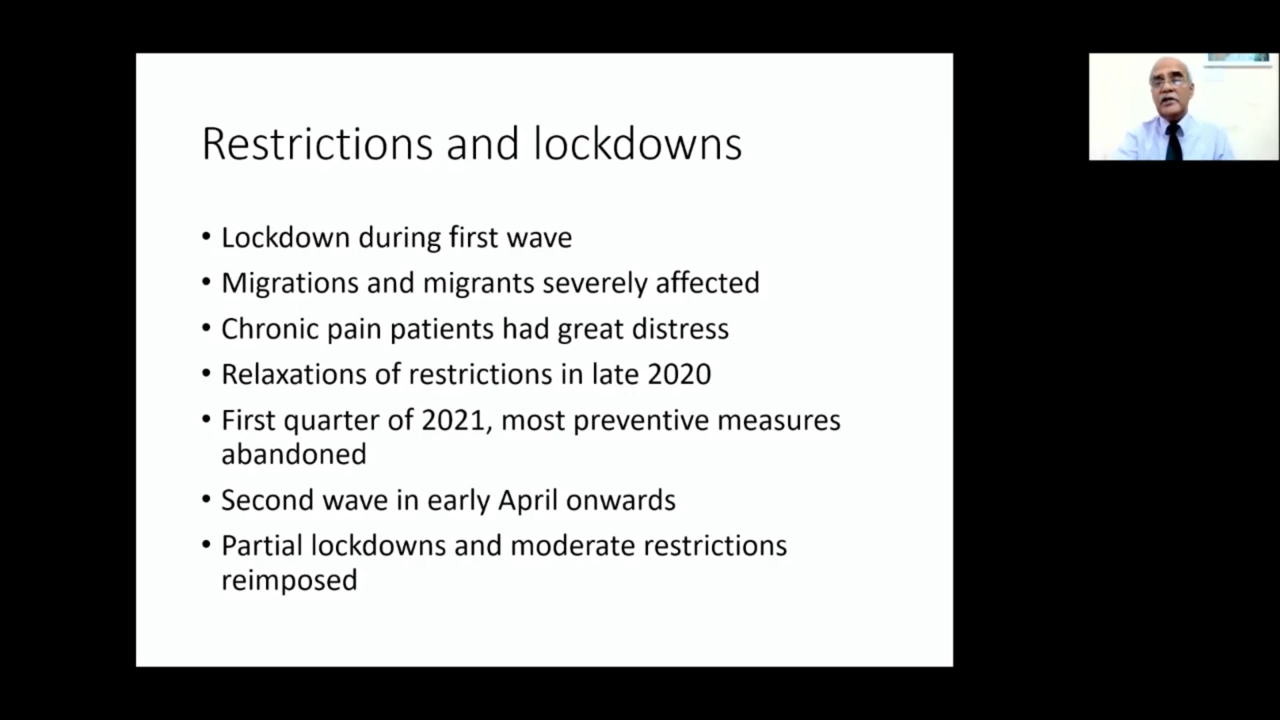 Restrictions and lockdowns
• Lockdown during first wave
• Migrations and migrants severely affected
• Chronic pain patients had great distress
• Relaxations of restrictions in late 2020
• First quarter of 2021, most preventive measures
abandoned
• Second wave in early April onwards
• Partial lockdowns and moderate restrictions
reimposed